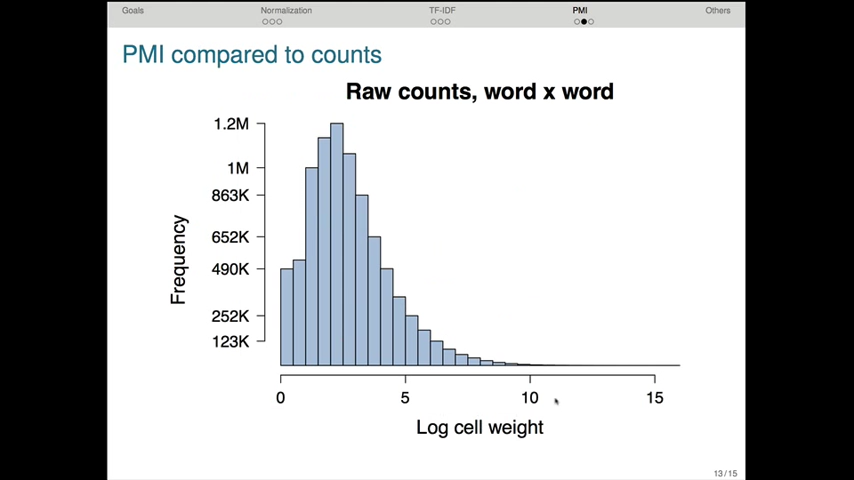 Goals Normalization TF-IDF PMI Others
PMI compared to counts
Raw counts, word x word
1.2M
1M
863K
652K
490K
252K
123K
Frequency
0 5 10 15
Log cell weight
13 / 15